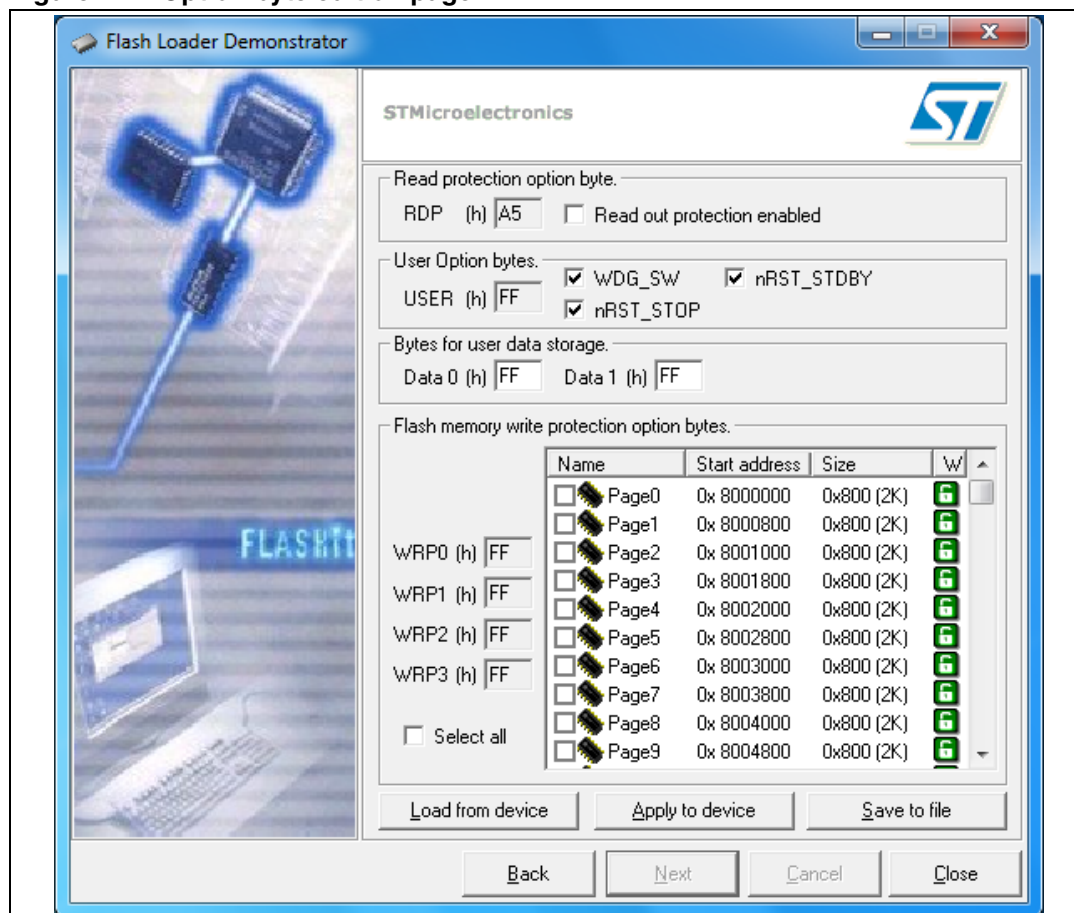 Flash Loader Demonstrator
STMicroelectronics
ST
Read protection option byte.
RDP (h) A5 Read out protection enabled
User Option bytes.
WDG_SW nRST_STDBY
USER (h) FF
nRST_STOP
Bytes for user data storage.
Data 0 (h) FF Data 1 (h) FF
Flash memory write protection option bytes.
Name Start address Size W
Page0 0x 8000000 0x800 (2K)
Page1 0x 8000800 0x800 (2K)
FLASHit
WRP0 (h) FF Page2 0x 8001000 0x800 (2K)
Page3 0x 8001800 0x800 (2K)
WRP1 (h) FF
Page4 0x 8002000 0x800 (2K)
WRP2 (h) FF Page5 0x 8002800 0x800 (2K)
Page6 0x 8003000 0x800 (2K)
WRP3 (h) FF
Page7 0x 8003800 0x800 (2K)
Page8 0x 8004000 0x800 (2K)
Select all
Page9 0x 8004800 0x800 (2K)
Load from device Apply to device Save to file
Back Next Cancel Close